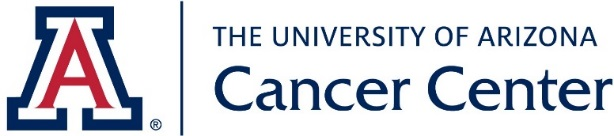 A®
THE UNIVERSITY OF ARIZONA
Cancer Center